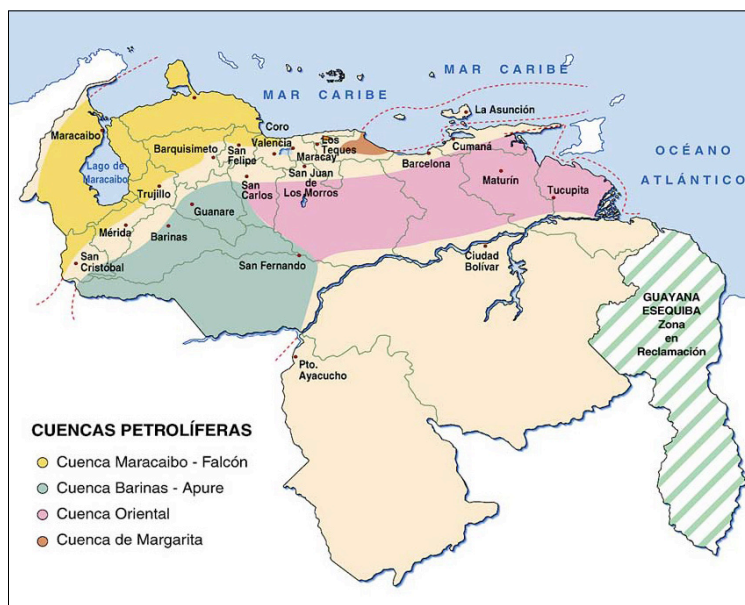 MAR CARIBE
MAR CARIBE
La Asunción
Maracaibo
Coro
Barquisimeto
San
Felipe
Valencia
Los
Teques
Maracay
Cumaná
Barcelona
OCÉANO
ATLÁNTICO
Lago de
Maracaibo
Trujillo
San
Carlos
San Juan
de
Los Morros
Maturín
Tucupita
Guanare
Mérida
Barinas
San
Cristóbal
San Fernando
Ciudad
Bolívar
GUAYANA
ESEQUIBA
Zona
en
Reclamación
Pto.
Ayacucho
CUENCAS PETROLÍFERAS
Cuenca Maracaibo - Falcón
Cuenca Barinas - Apure
Cuenca Oriental
Cuenca de Margarita